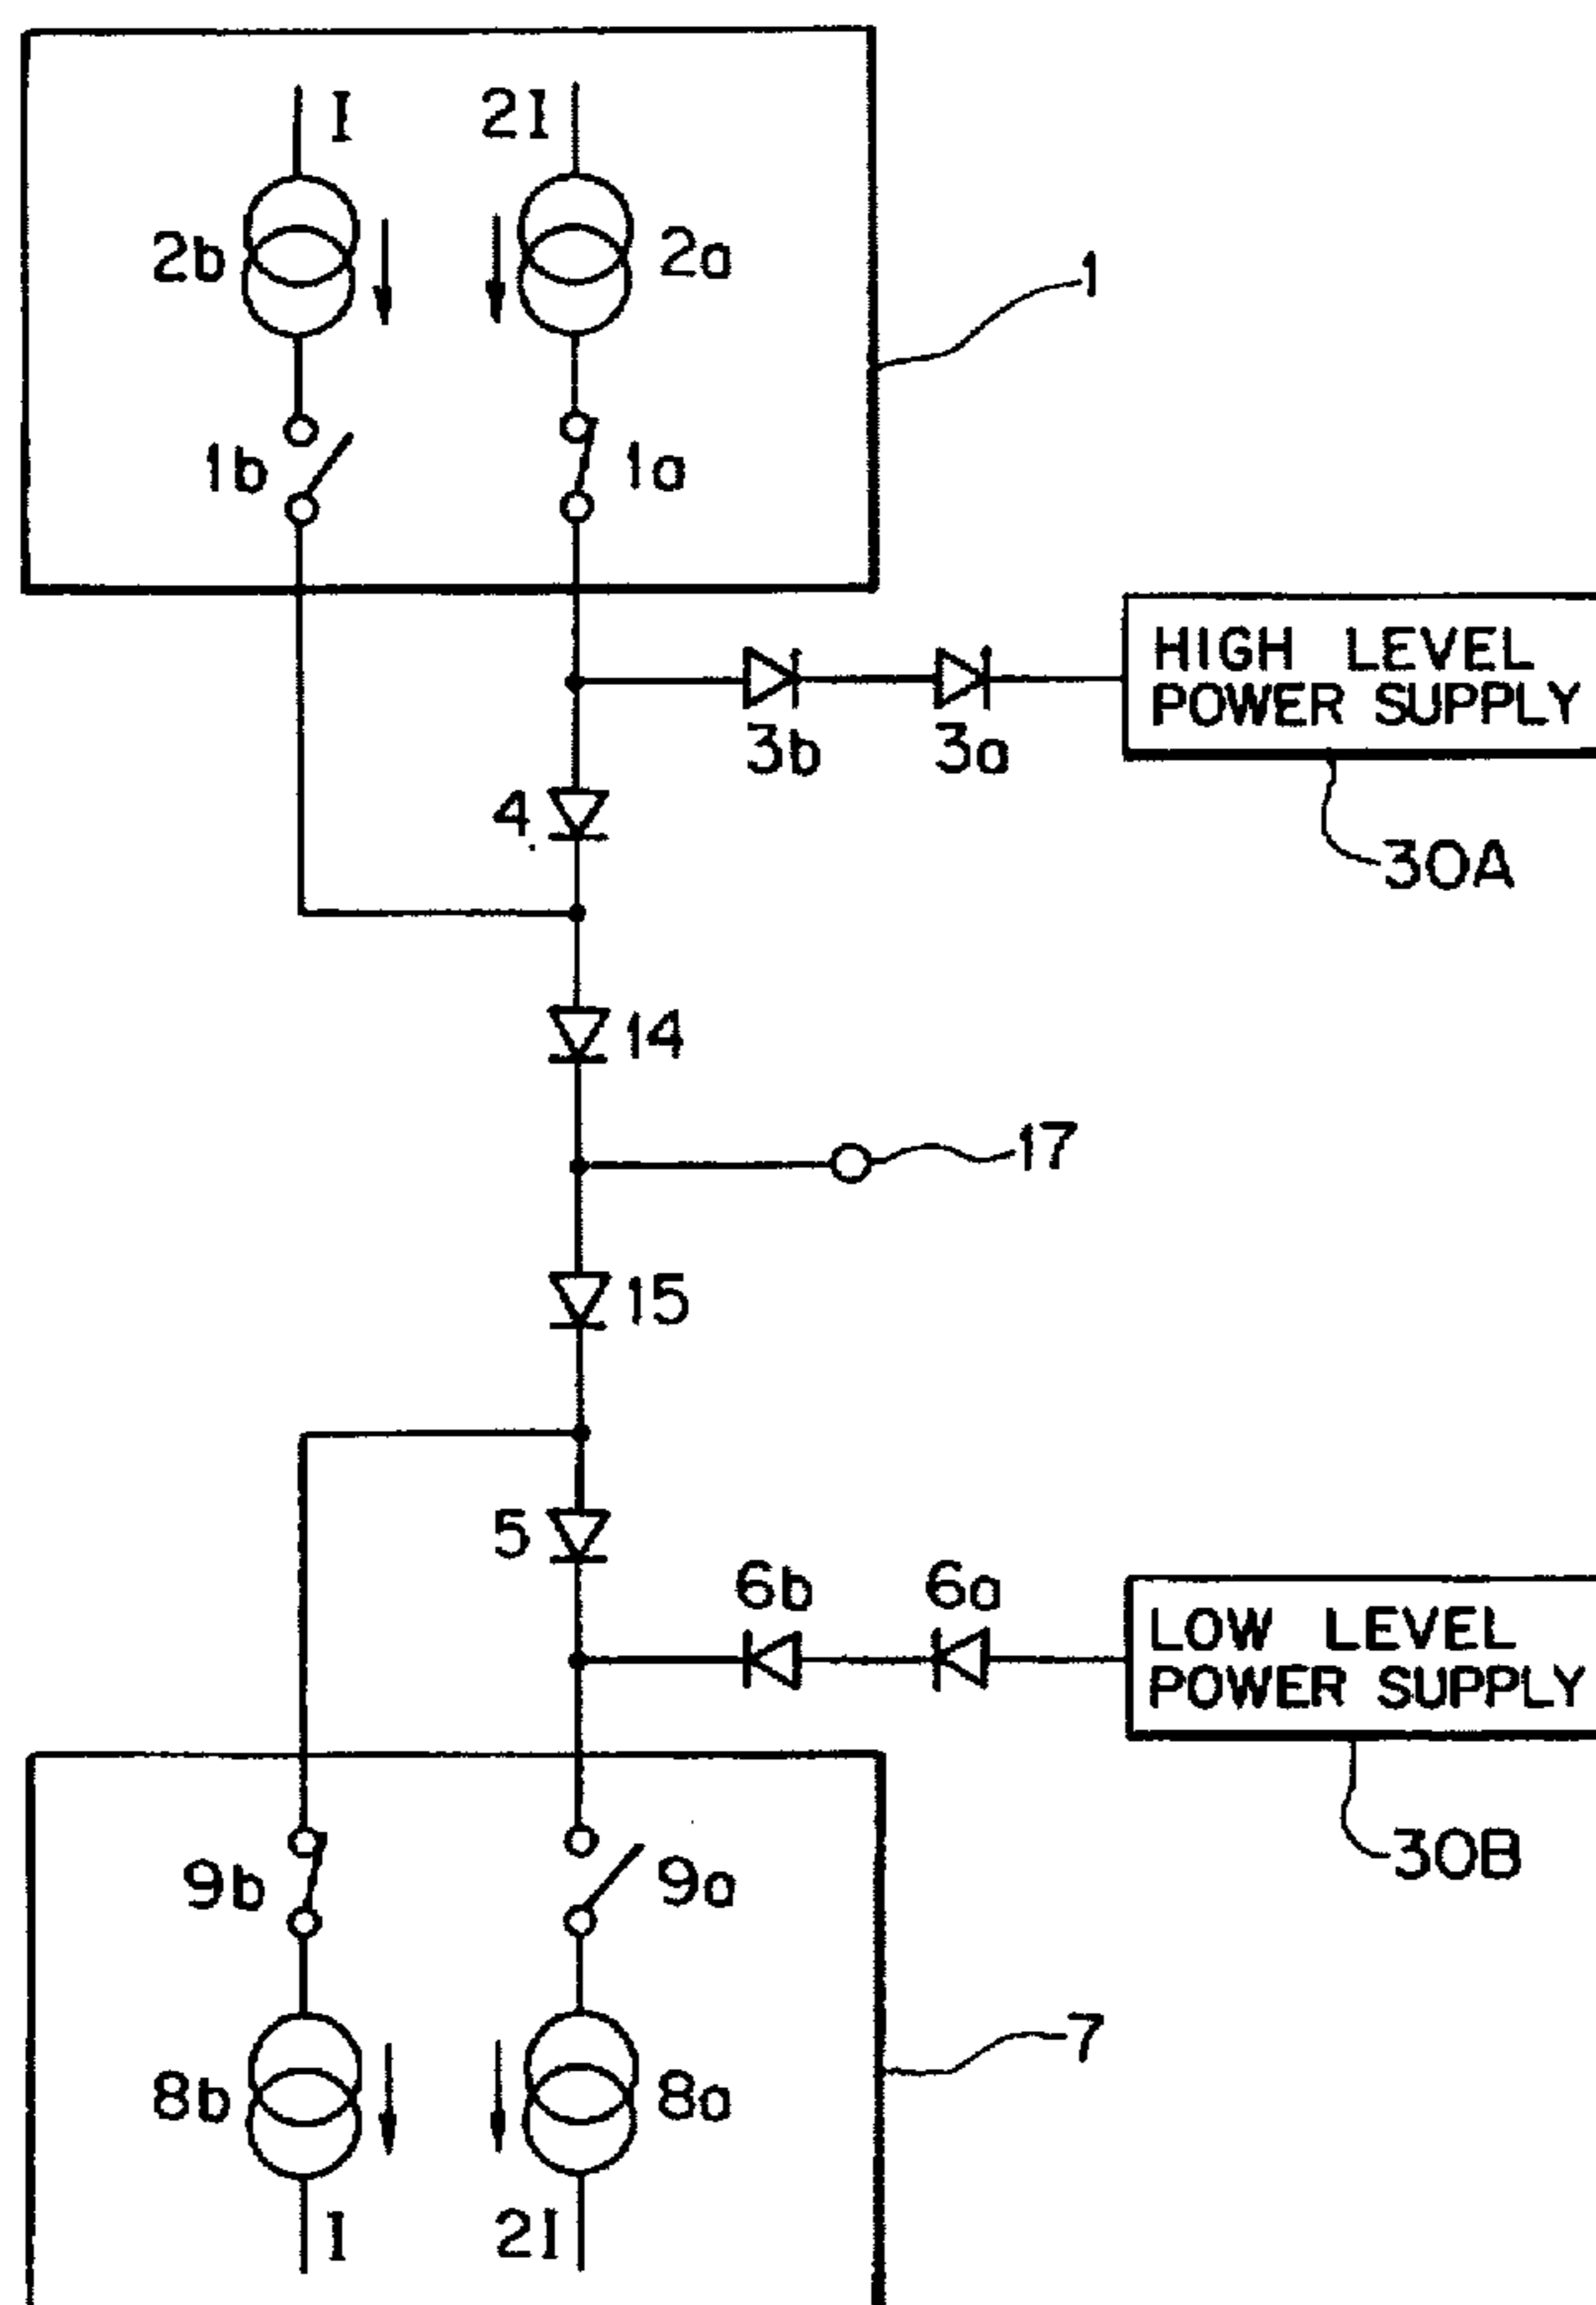 I 2I
2b 2a
1
1b 1a
HIGH LEVEL
POWER SUPPLY
3b 3a
4
30A
14
17
15
5
6b 6a
LOW LEVEL
POWER SUPPLY
9b 9a
30B
7
8b 8a
I 2I